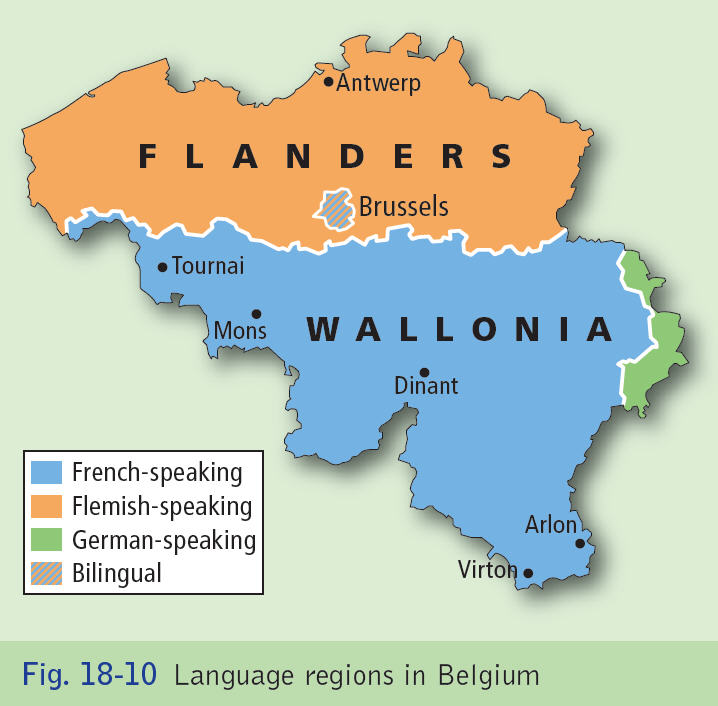 Antwerp
FLANDERS
Brussels
Tournai
Mons
WALLONIA
Dinant
French-speaking
Flemish-speaking
German-speaking
Bilingual
Arlon
Virton
Fig. 18-10 Language regions in Belgium